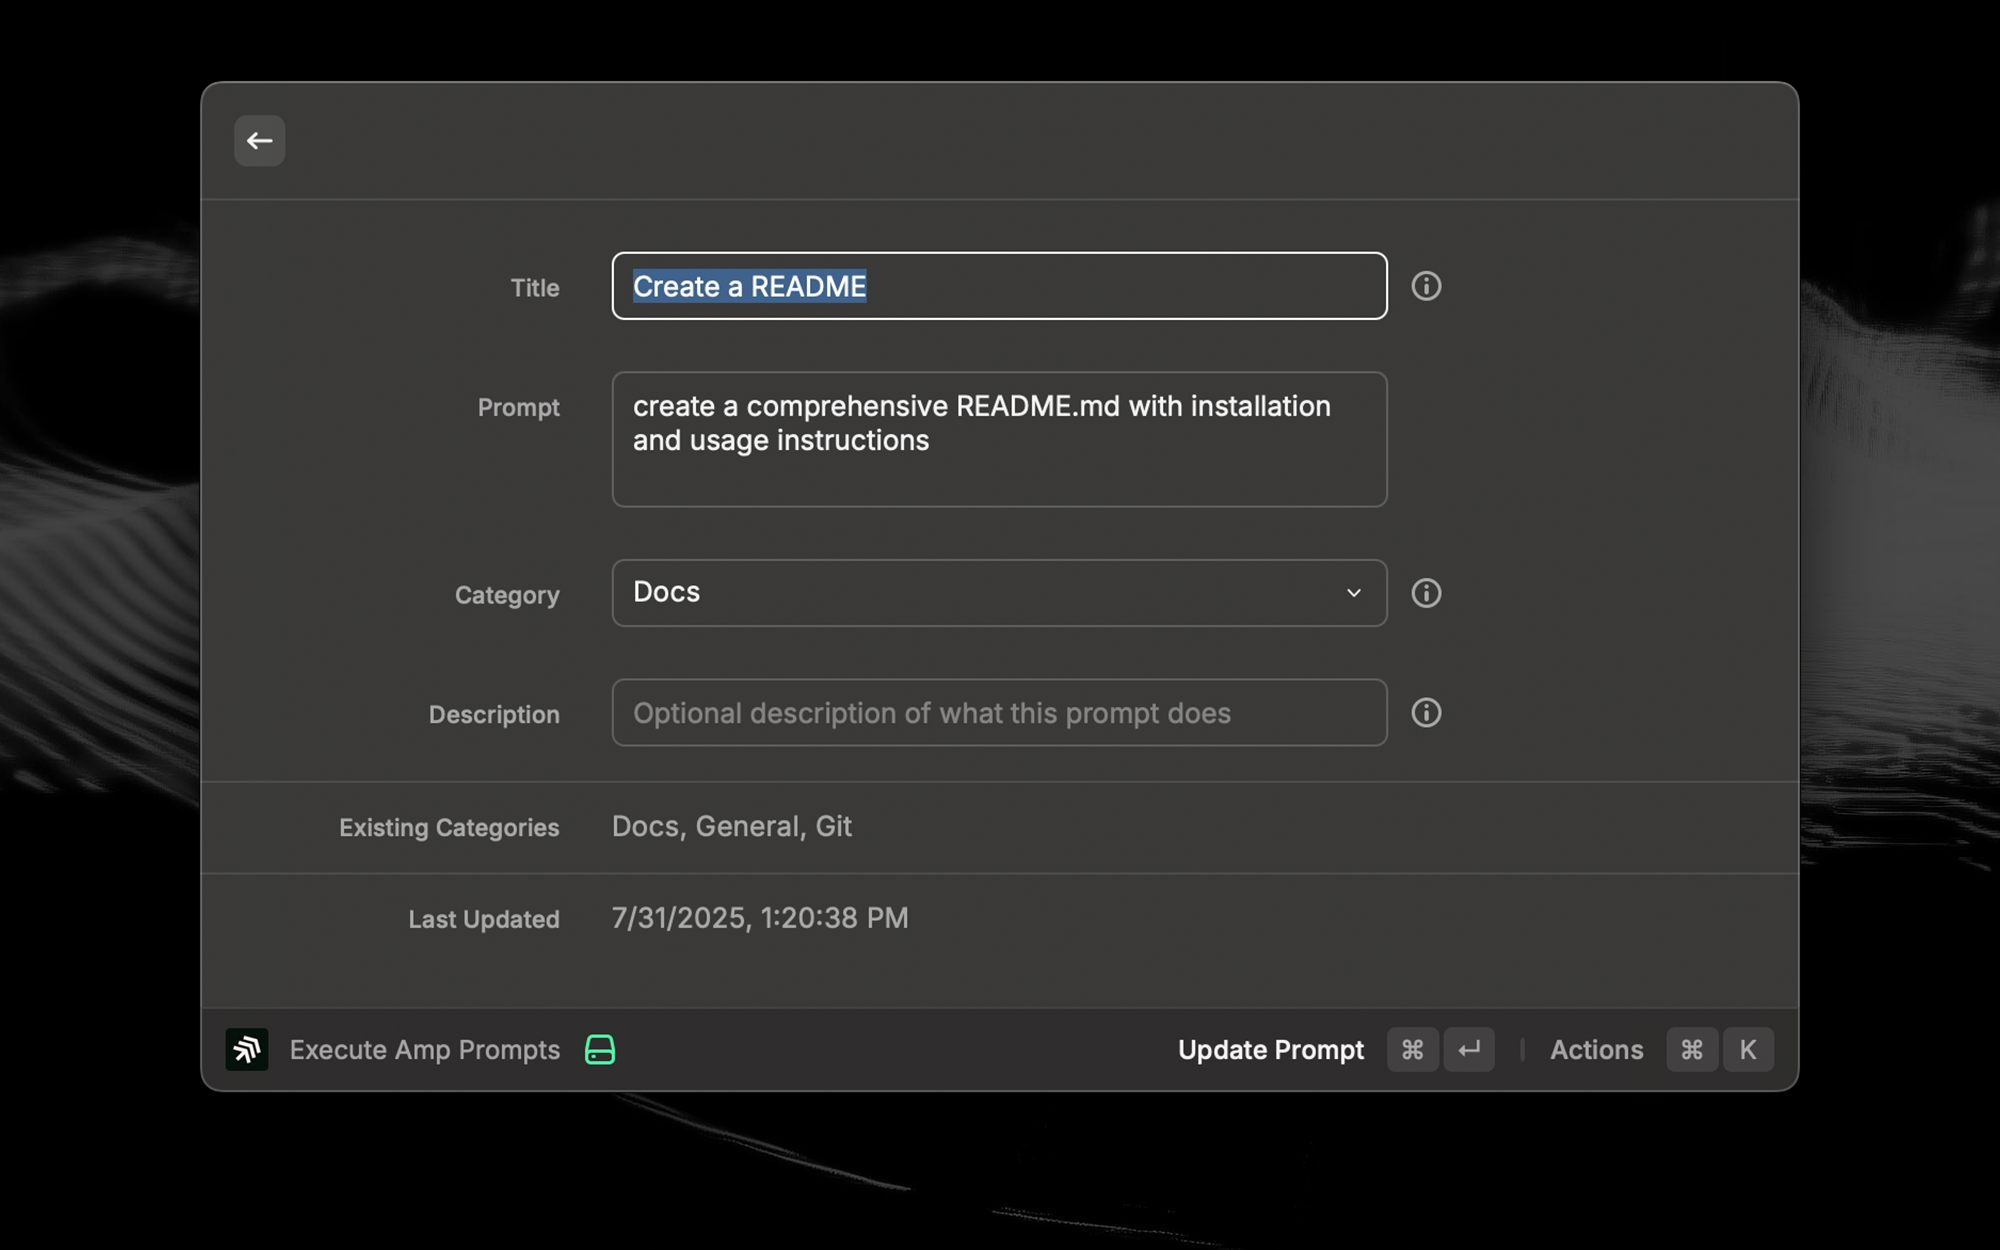 Title
Create a README
Prompt
create a comprehensive README.md with installation
and usage instructions
Category
Docs
Description
Optional description of what this prompt does
Existing Categories
Docs, General, Git
Last Updated
7/31/2025, 1:20:38 PM
Execute Amp Prompts
Update Prompt ⌘ ↵
Actions ⌘ K